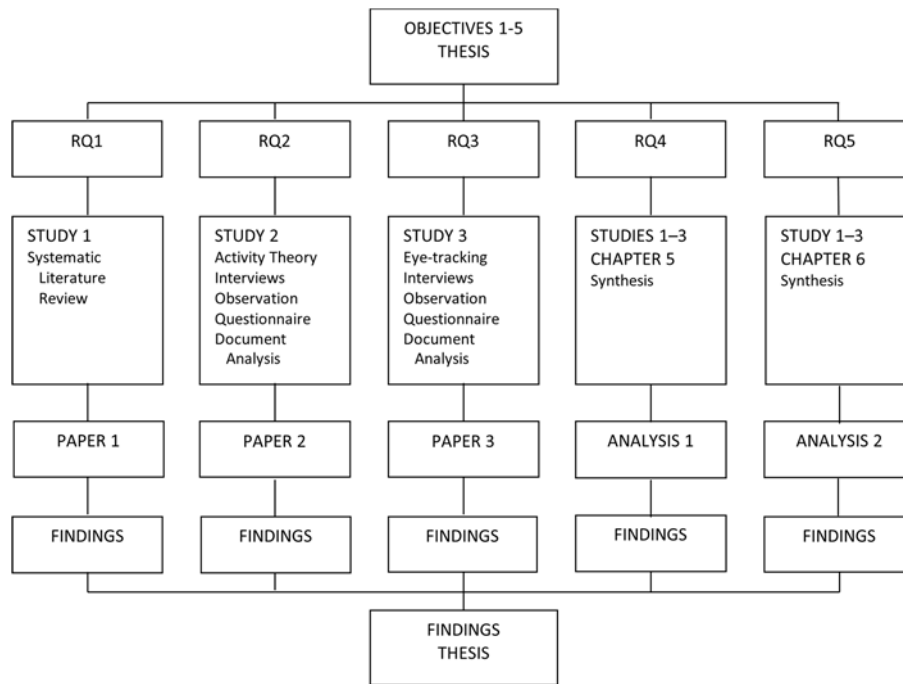 OBJECTIVES 1-5
THESIS
RQ1
RQ2
RQ3
RQ4
RQ5
STUDY 1
Systematic
Literature
Review
STUDY 2
Activity Theory
Interviews
Observation
Questionnaire
Document
Analysis
STUDY 3
Eye-tracking
Interviews
Observation
Questionnaire
Document
Analysis
STUDIES 1–3
CHAPTER 5
Synthesis
STUDY 1–3
CHAPTER 6
Synthesis
PAPER 1
PAPER 2
PAPER 3
ANALYSIS 1
ANALYSIS 2
FINDINGS
FINDINGS
FINDINGS
FINDINGS
FINDINGS
FINDINGS
THESIS